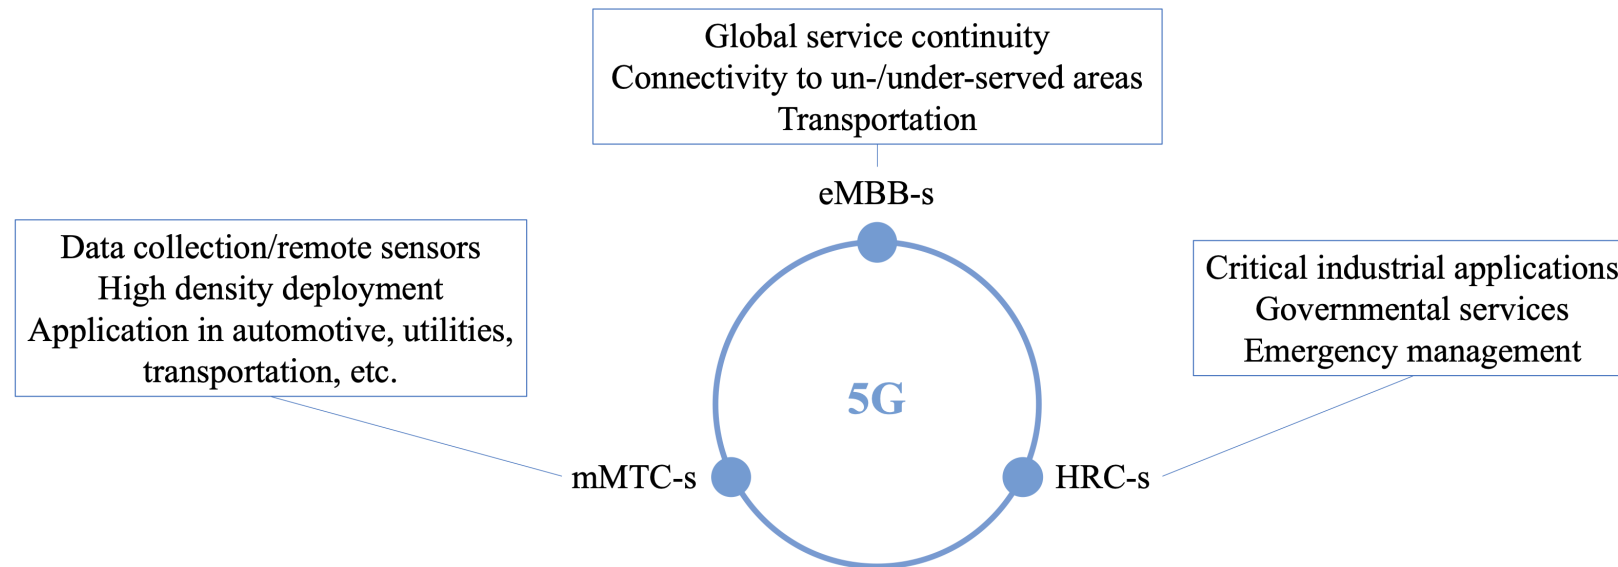 Global service continuity
Connectivity to un-/under-served areas
Transportation
eMBB-s
Data collection/remote sensors
High density deployment
Application in automotive, utilities,
transportation, etc.
Critical industrial applications
Governmental services
Emergency management
5G
mMTC-s
HRC-s